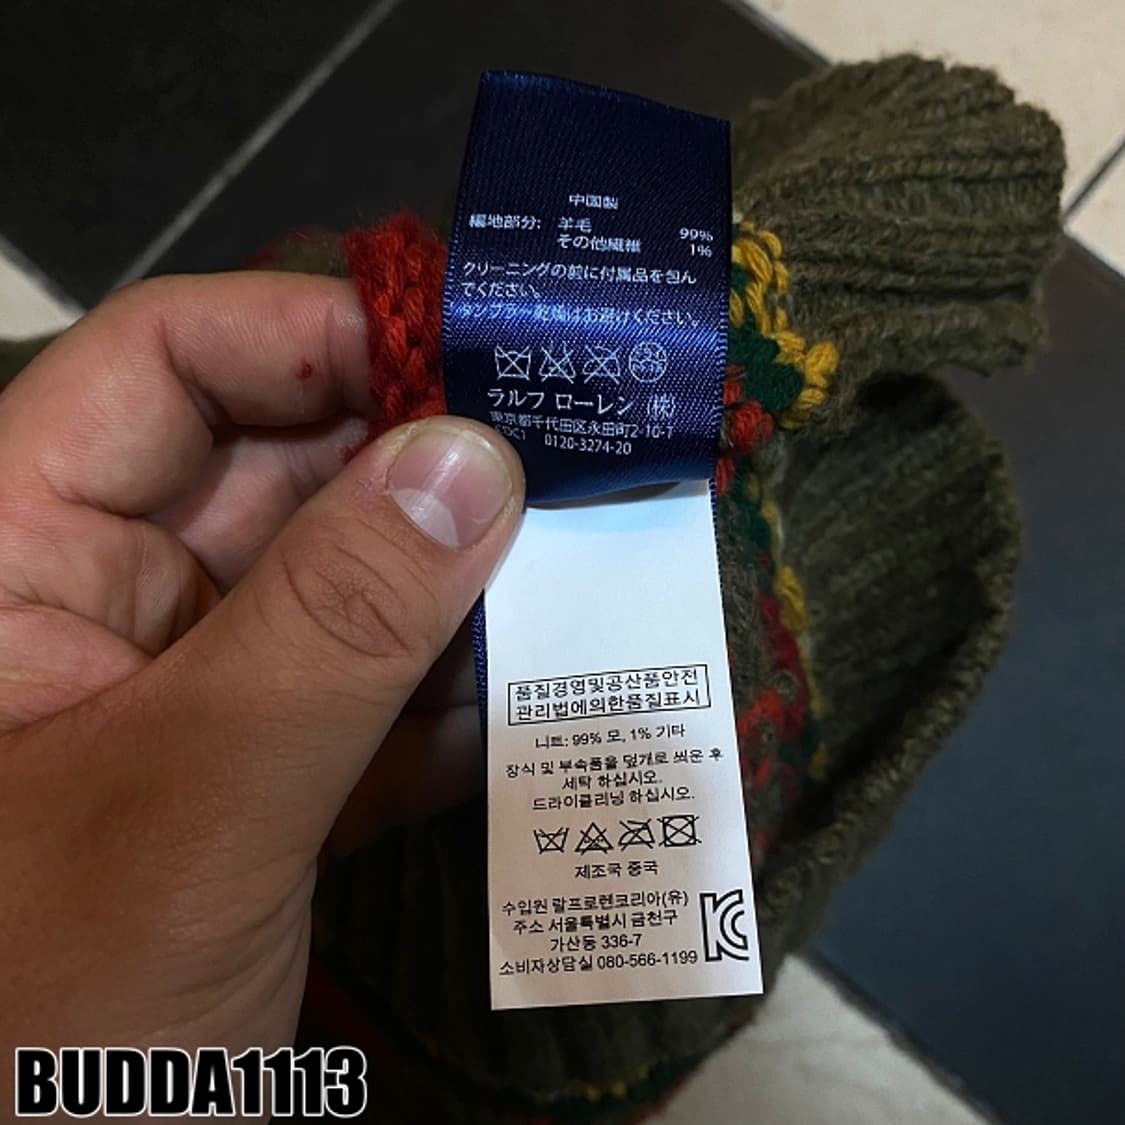 中国製
編地部分: 羊毛 99%
その他繊維 1%
クリーニングの前に付属品を包ん
でください。
タンブラー乾燥はお避けください。
ラルフ ローレン (株)
東京都千代田区永田町2-10-7
0120-3274-20
품질경영및공산품안전
관리법에의한품질표시
니트: 99% 모, 1% 기타
장식 및 부속품을 덮개로 씌운 후
세탁 하십시오.
드라이클리닝 하십시오.
제조국 중국
수입원 랄프로렌코리아(유)
주소 서울특별시 금천구
가산동 336-7
소비자상담실 080-566-1199
BUDDA1113